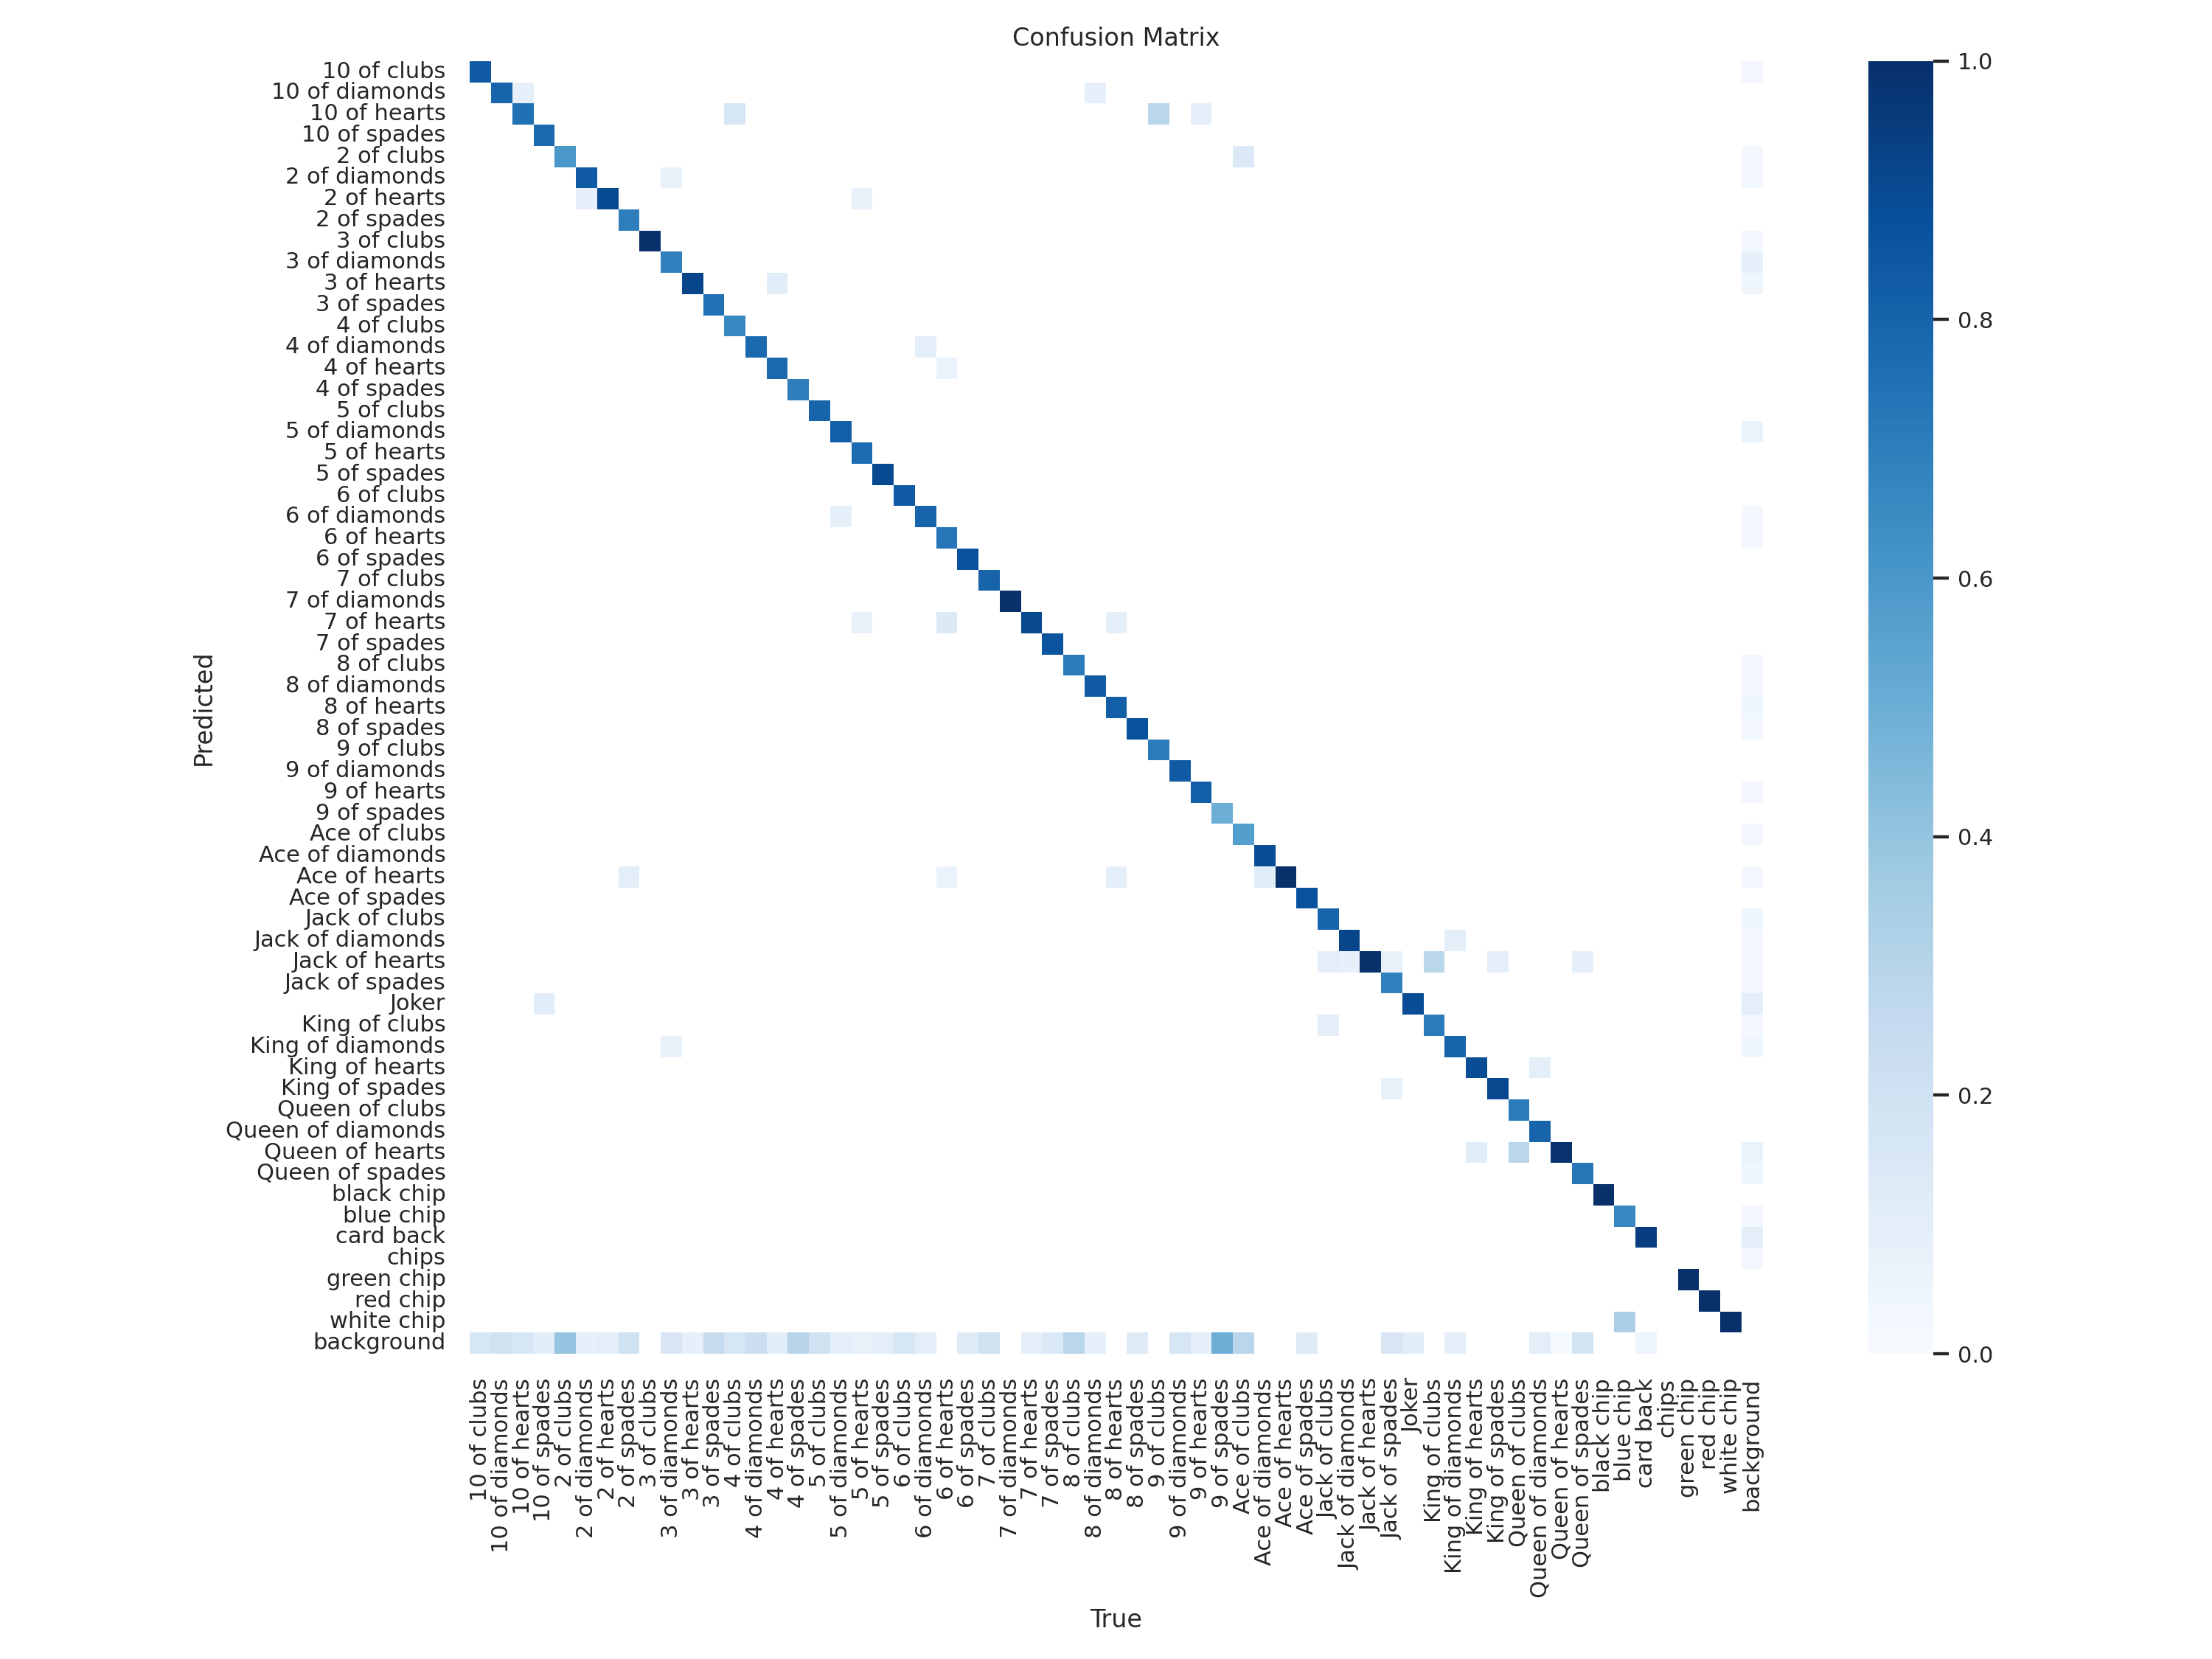 Confusion Matrix
10 of clubs
10 of diamonds
10 of hearts
10 of spades
2 of clubs
2 of diamonds
2 of hearts
2 of spades
3 of clubs
3 of diamonds
3 of hearts
3 of spades
4 of clubs
4 of diamonds
4 of hearts
4 of spades
5 of clubs
5 of diamonds
5 of hearts
5 of spades
6 of clubs
6 of diamonds
6 of hearts
6 of spades
7 of clubs
7 of diamonds
7 of hearts
7 of spades
8 of clubs
8 of diamonds
8 of hearts
8 of spades
9 of clubs
9 of diamonds
9 of hearts
9 of spades
Ace of clubs
Ace of diamonds
Ace of hearts
Ace of spades
Jack of clubs
Jack of diamonds
Jack of hearts
Jack of spades
Joker
King of clubs
King of diamonds
King of hearts
King of spades
Queen of clubs
Queen of diamonds
Queen of hearts
Queen of spades
black chip
blue chip
card back
chips
green chip
red chip
white chip
background
Predicted
10 of clubs
10 of diamonds
10 of hearts
10 of spades
2 of clubs
2 of diamonds
2 of hearts
2 of spades
3 of clubs
3 of diamonds
3 of hearts
3 of spades
4 of clubs
4 of diamonds
4 of hearts
4 of spades
5 of clubs
5 of diamonds
5 of hearts
5 of spades
6 of clubs
6 of diamonds
6 of hearts
6 of spades
7 of clubs
7 of diamonds
7 of hearts
7 of spades
8 of clubs
8 of diamonds
8 of hearts
8 of spades
9 of clubs
9 of diamonds
9 of hearts
9 of spades
Ace of clubs
Ace of diamonds
Ace of hearts
Ace of spades
Jack of clubs
Jack of diamonds
Jack of hearts
Jack of spades
Joker
King of clubs
King of diamonds
King of hearts
King of spades
Queen of clubs
Queen of diamonds
Queen of hearts
Queen of spades
black chip
blue chip
card back
chips
green chip
red chip
white chip
background
True
1.0
0.8
0.6
0.4
0.2
0.0